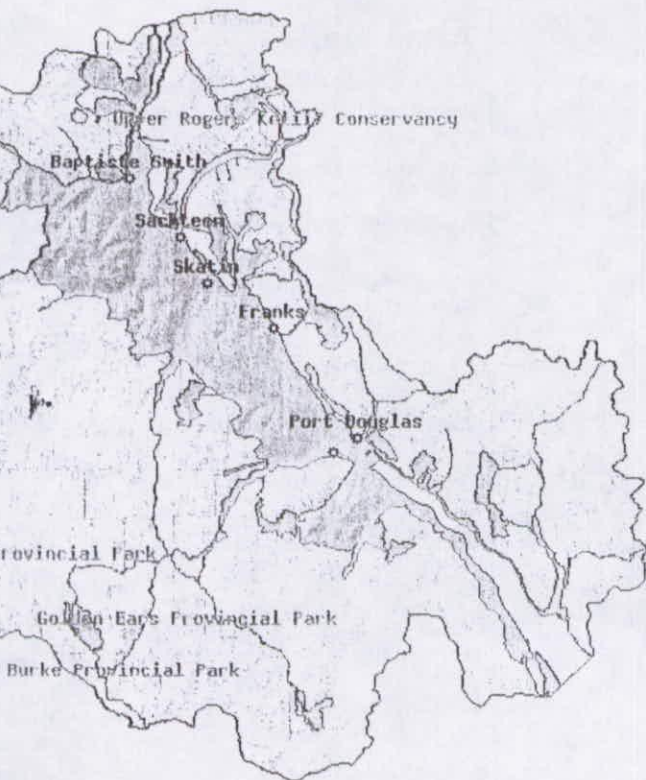 Upper Rogers Conservancy
Baptiste Smith
Sachteen
Skatin
Franks
Port Douglas
rovincial Park
Golden Ears Provincial Park
Burke Provincial Park